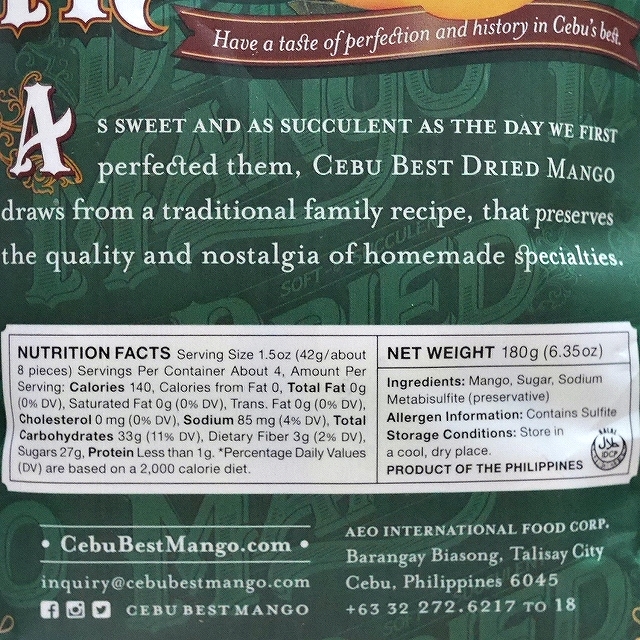 Have a taste of perfection and history in Cebu's best.
AS SWEET AND AS SUCCULENT AS THE DAY WE FIRST
perfected them, CEBU BEST DRIED MANGO
draws from a traditional family recipe, that preserves
the quality and nostalgia of homemade specialties.
NUTRITION FACTS Serving Size 1.5oz (42g/about
8 pieces) Servings Per Container About 4, Amount Per
Serving: Calories 140, Calories from Fat 0, Total Fat 0g
(0% DV), Saturated Fat 0g (0% DV), Trans. Fat 0g (0% DV),
Cholesterol 0 mg (0% DV), Sodium 85 mg (4% DV), Total
Carbohydrates 33g (11% DV), Dietary Fiber 3g (2% DV),
Sugars 27g, Protein Less than 1g. *Percentage Daily Values
(DV) are based on a 2,000 calorie diet.
NET WEIGHT 180g (6.35oz)
Ingredients: Mango, Sugar, Sodium
Metabisulfite (preservative)
Allergen Information: Contains Sulfite
Storage Conditions: Store in
a cool, dry place.
PRODUCT OF THE PHILIPPINES
HALAL
IDCP
• CebuBestMango.com •
inquiry@cebubestmango.com
CEBU BEST MANGO
AEO INTERNATIONAL FOOD CORP.
Barangay Biasong, Talisay City
Cebu, Philippines 6045
+63 32 272.6217 TO 18